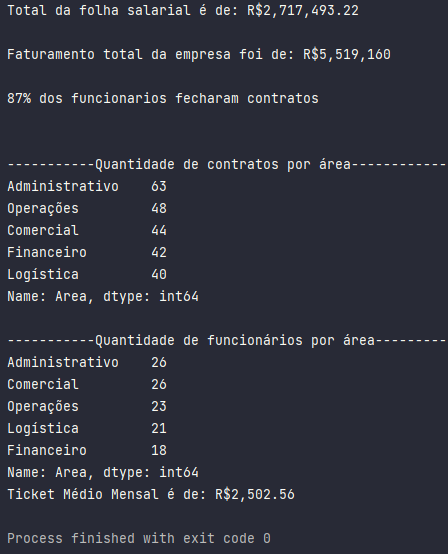 Total da folha salarial é de: R$2,717,493.22
Faturamento total da empresa foi de: R$5,519,160
87% dos funcionarios fecharam contratos
-----------Quantidade de contratos por área------------
Administrativo    63
Operações         48
Comercial         44
Financeiro        42
Logística         40
Name: Area, dtype: int64
-----------Quantidade de funcionários por área---------
Administrativo    26
Comercial         26
Operações         23
Logística         21
Financeiro        18
Name: Area, dtype: int64
Ticket Médio Mensal é de: R$2,502.56
Process finished with exit code 0